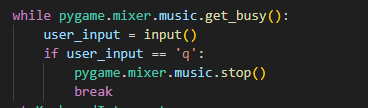 while pygame.mixer.music.get_busy():
user_input = input()
if user_input == 'q':
pygame.mixer.music.stop()
break